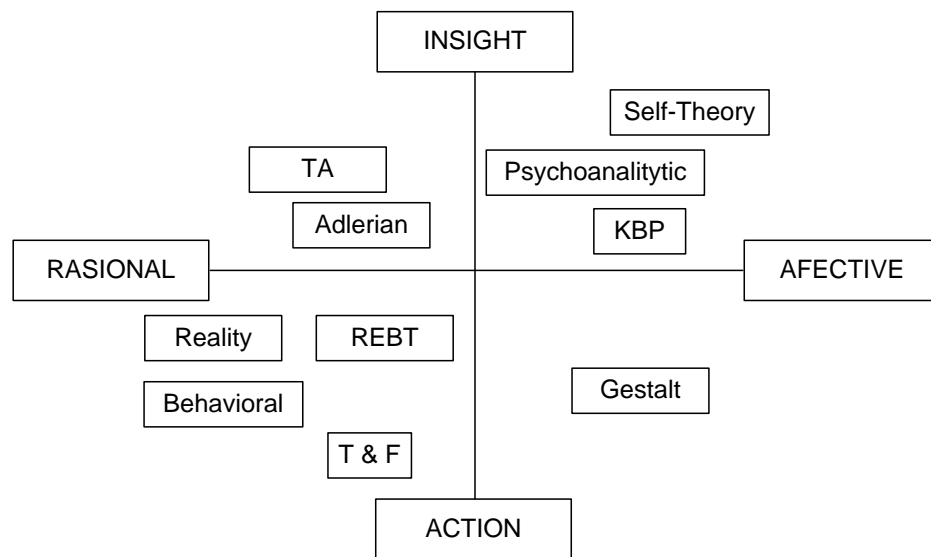 INSIGHT
Self-Theory
TA
Psychoanalitytic
Adlerian
KBP
RASIONAL
AFECTIVE
Reality
REBT
Behavioral
Gestalt
T & F
ACTION